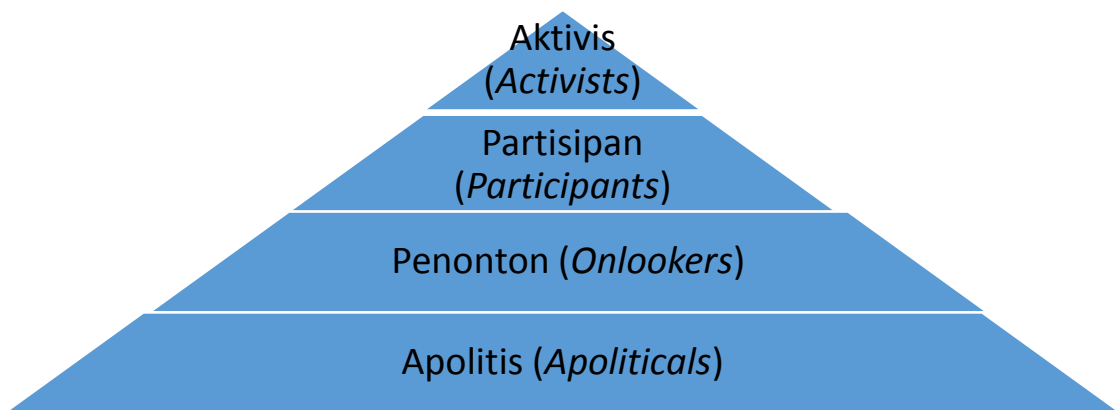 Aktivis
(Activists)
Partisipan
(Participants)
Penonton (Onlookers)
Apolitis (Apoliticals)